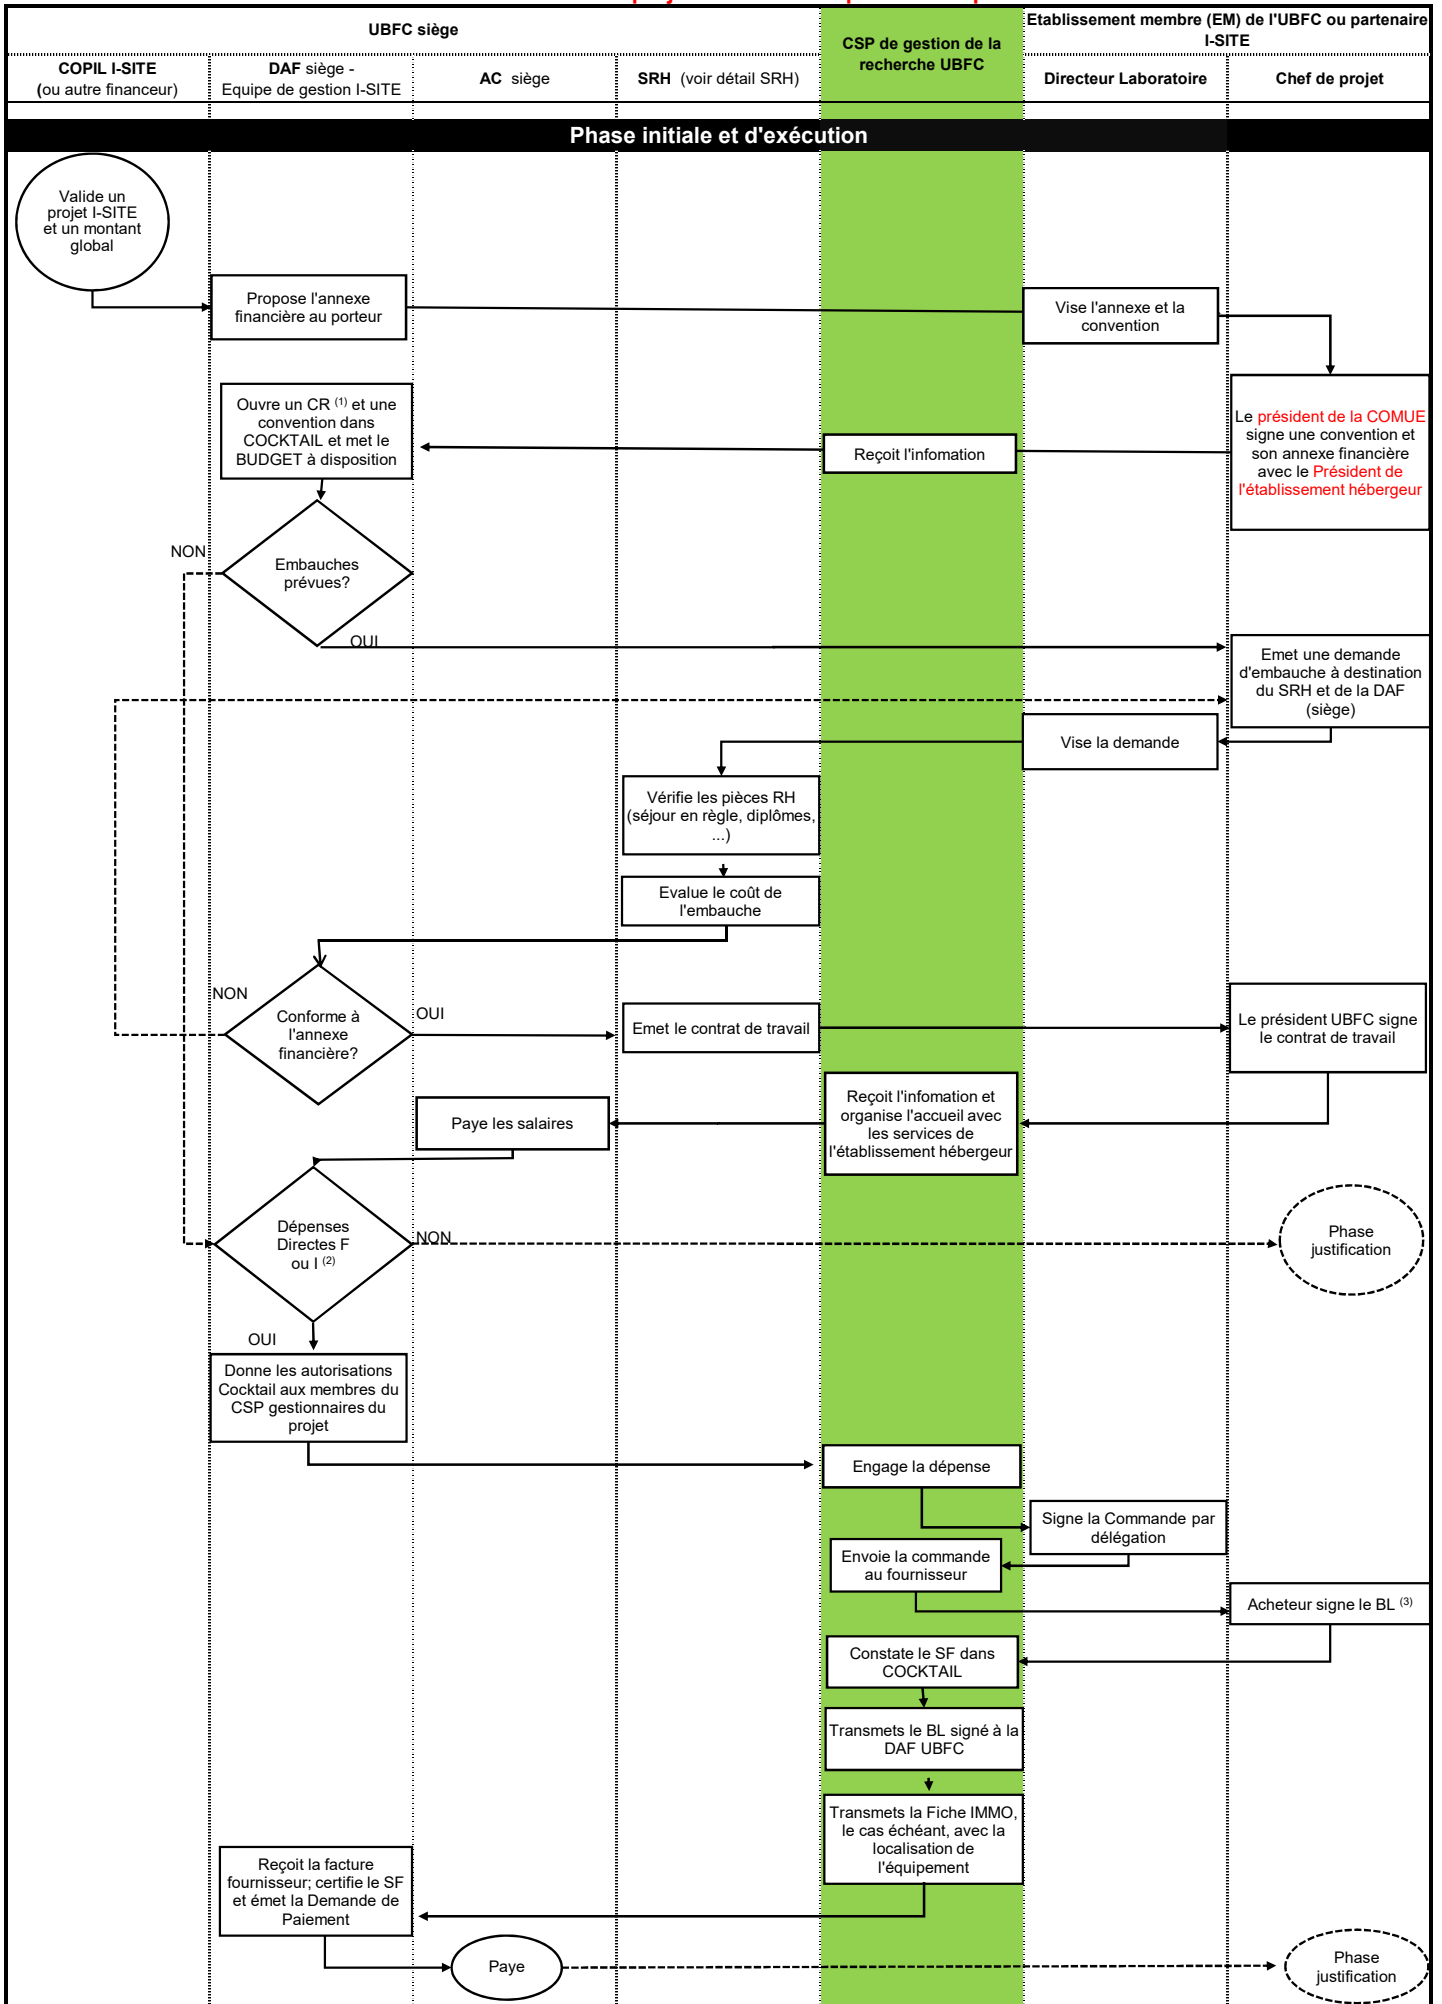 UBFC siège
CSP de gestion de la
recherche UBFC
Etablissement membre (EM) de l'UBFC ou partenaire
I-SITE
COPIL I-SITE
(ou autre financeur)
DAF siège -
Equipe de gestion I-SITE
AC siège
SRH (voir détail SRH)
Directeur Laboratoire
Chef de projet
Phase initiale et d'exécution
Valide un
projet I-SITE
et un montant
global
Propose l'annexe
financière au porteur
Vise l'annexe et la
convention
Ouvre un CR (1) et une
convention dans
COCKTAIL et met le
BUDGET à disposition
Reçoit l'infomation
Le président de la COMUE
signe une convention et
son annexe financière
avec le Président de
l'établissement hébergeur
NON
Embauches
prévues?
OUI
Emet une demande
d'embauche à destination
du SRH et de la DAF
(siège)
Vise la demande
Vérifie les pièces RH
(séjour en règle, diplômes,
...)
Evalue le coût de
l'embauche
NON
Conforme à
l'annexe
financière?
OUI
Emet le contrat de travail
Le président UBFC signe
le contrat de travail
Reçoit l'infomation et
organise l'accueil avec
les services de
l'établissement hébergeur
Paye les salaires
Dépenses
Directes F
ou I (2)
NON
Phase
justification
OUI
Donne les autorisations
Cocktail aux membres du
CSP gestionnaires du
projet
Engage la dépense
Signe la Commande par
délégation
Envoie la commande
au fournisseur
Acheteur signe le BL (3)
Constate le SF dans
COCKTAIL
Transmets le BL signé à la
DAF UBFC
Transmets la Fiche IMMO,
le cas échéant, avec la
localisation de
l'équipement
Reçoit la facture
fournisseur; certifie le SF
et émet la Demande de
Paiement
Paye
Phase
justification